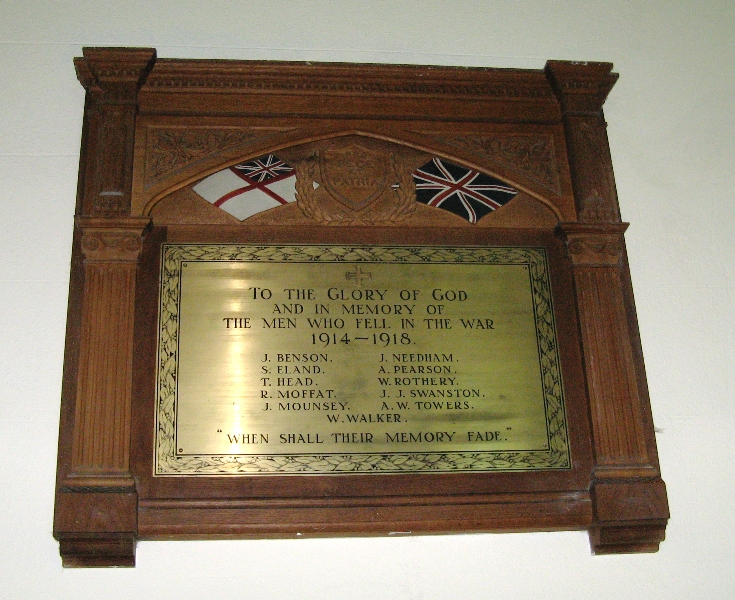 PATRIA
TO THE GLORY OF GOD
AND IN MEMORY OF
THE MEN WHO FELL IN THE WAR
1914-1918.
J. BENSON. J. NEEDHAM.
S. ELAND. A. PEARSON.
T. HEAD. W. ROTHERY.
R. MOFFAT. J. J. SWANSTON.
J. MOUNSEY. A. W. TOWERS.
W. WALKER.
"WHEN SHALL THEIR MEMORY FADE."